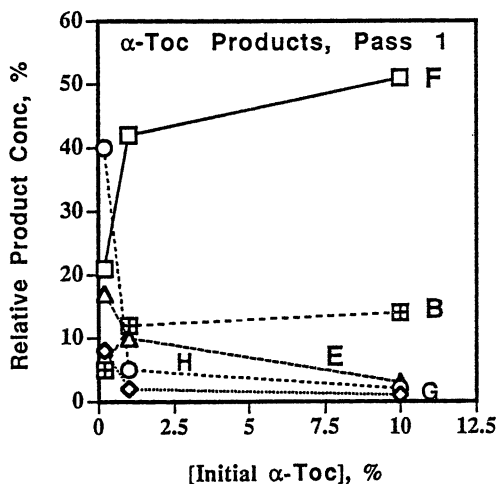 α-Toc Products, Pass 1
Relative Product Conc, %
60
50
40
30
20
10
0
F
B
E
H
G
0 2.5 5 7.5 10 12.5
[Initial α-Toc], %